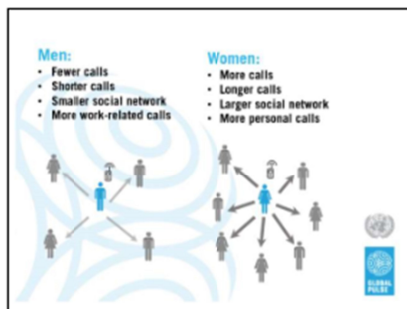 Men:
• Fewer calls
• Shorter calls
• Smaller social network
• More work-related calls
Women:
• More calls
• Longer calls
• Larger social network
• More personal calls
GLOBAL
PULSE